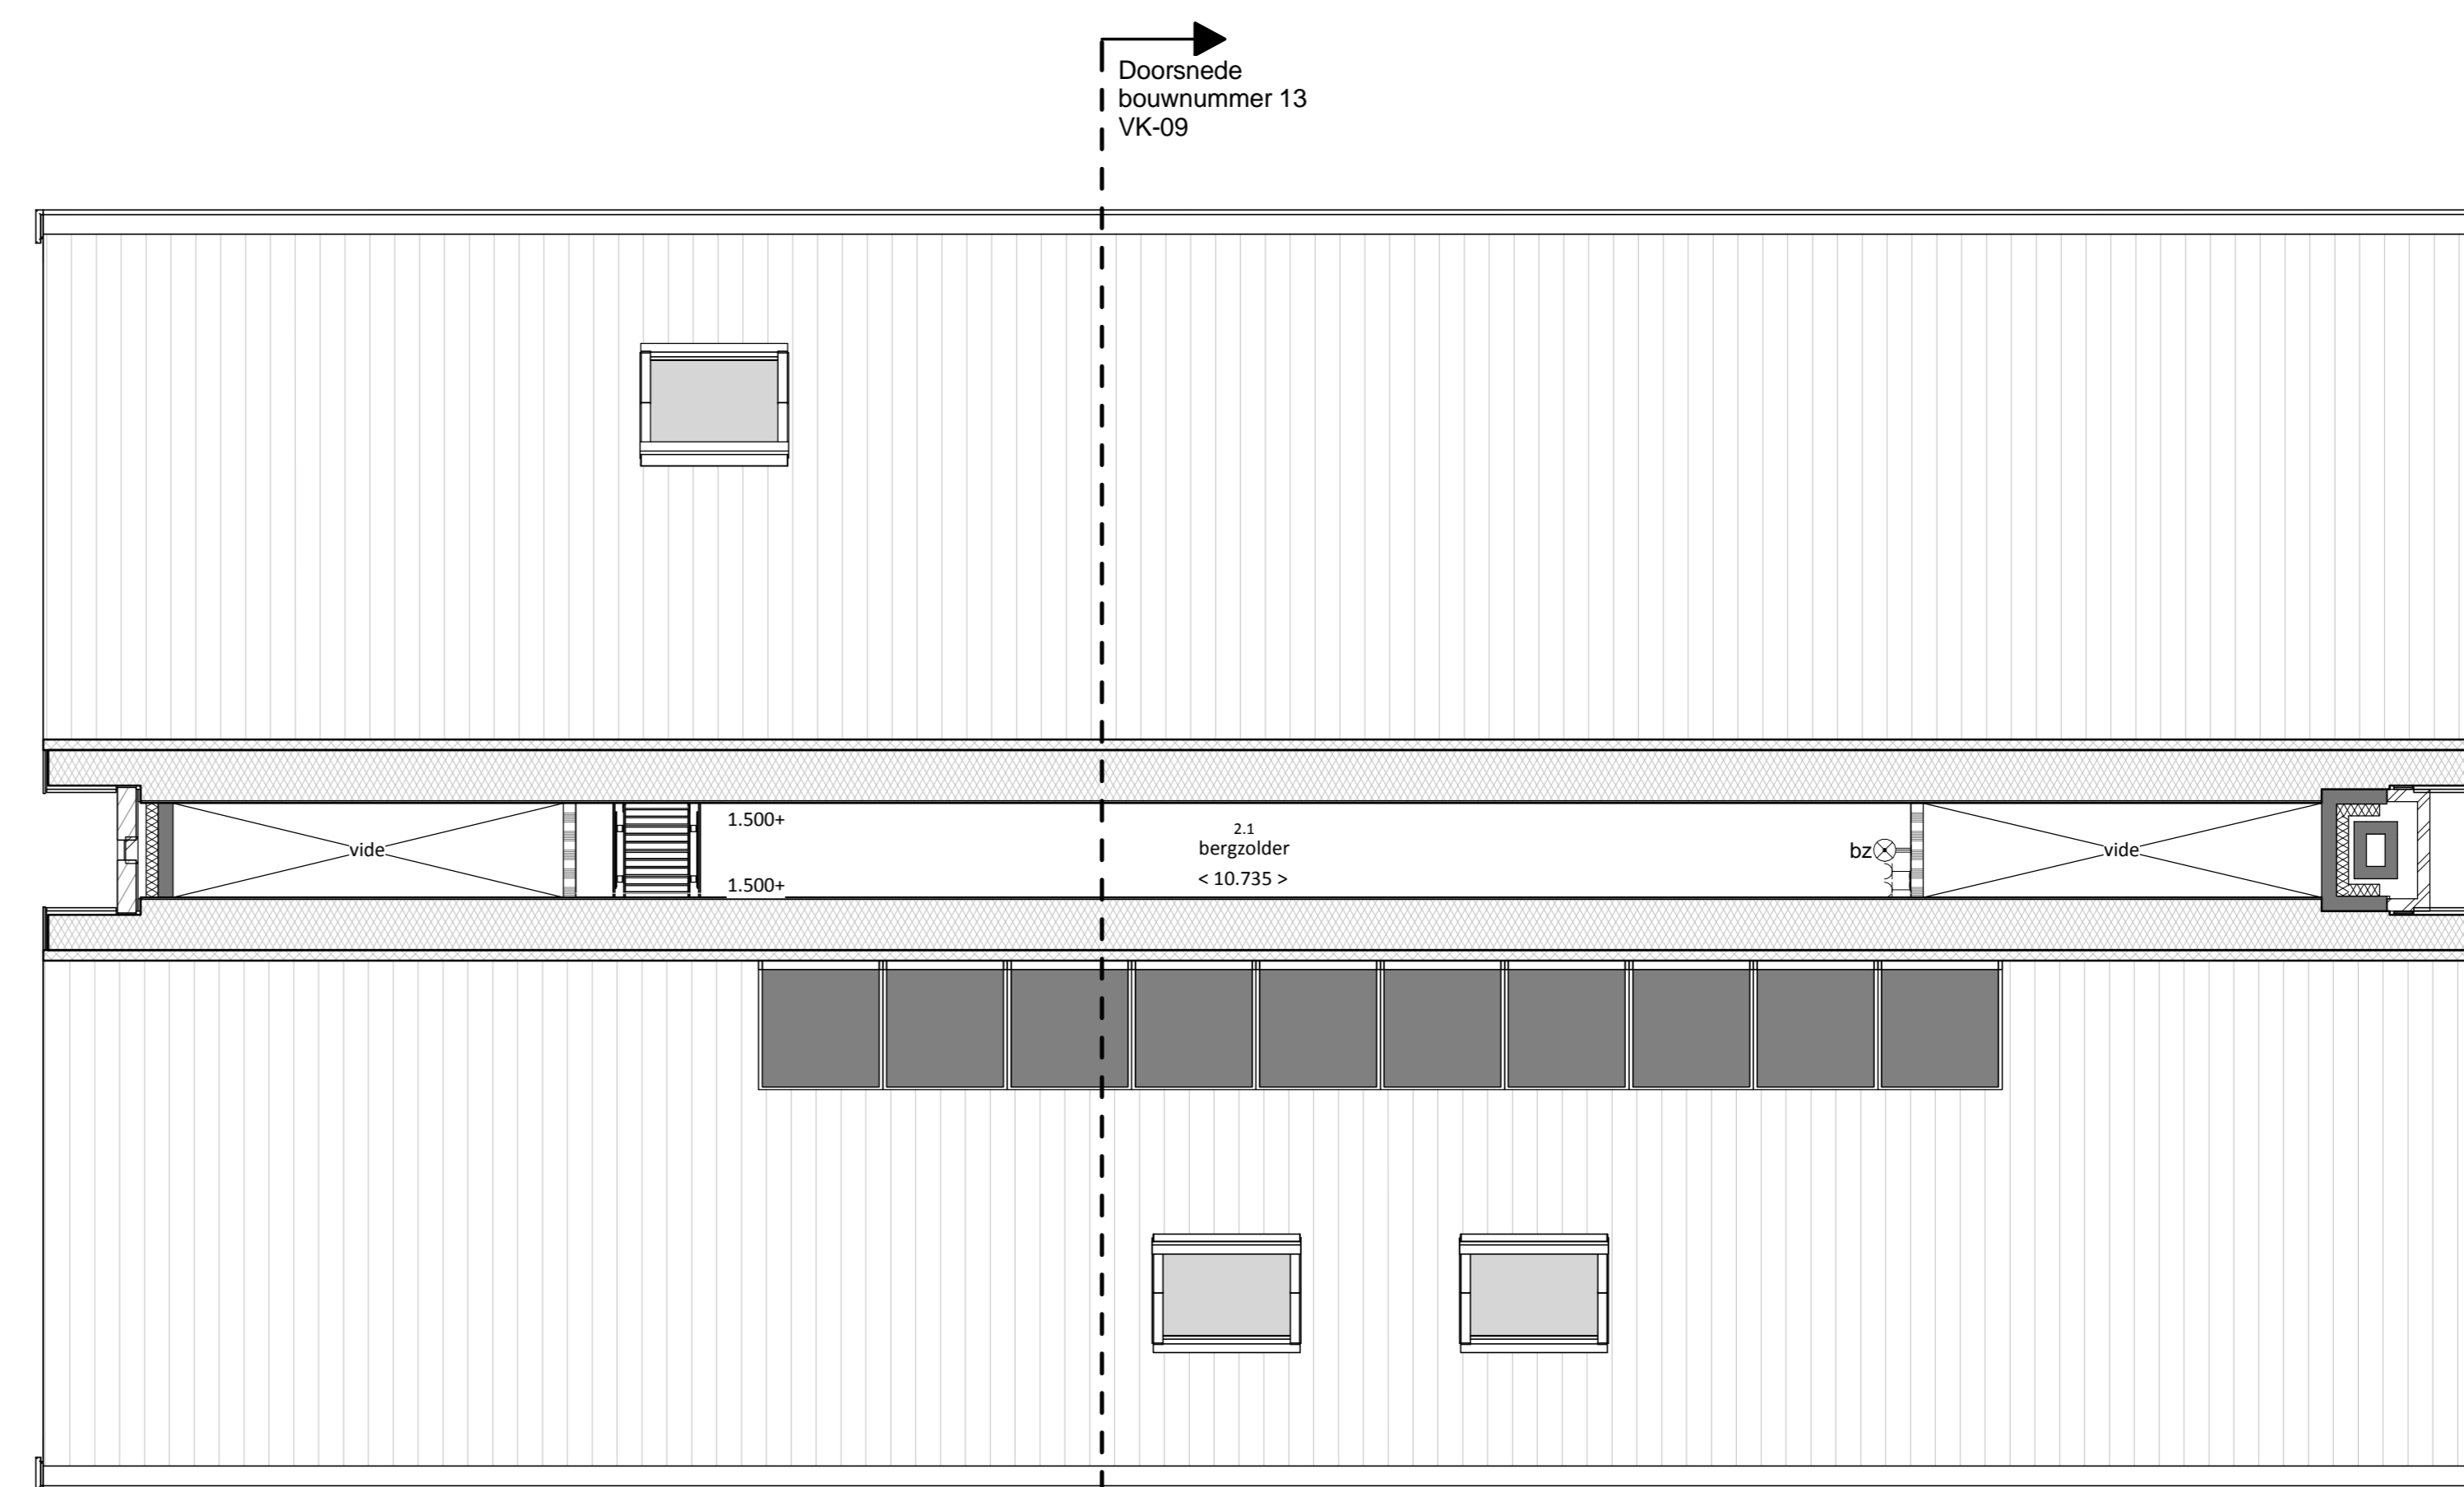 Doorsnede
bouwnummer 13
VK-09
1.500+
2.1
vide
bergzolder
bz
vide
< 10.735 >
1.500+